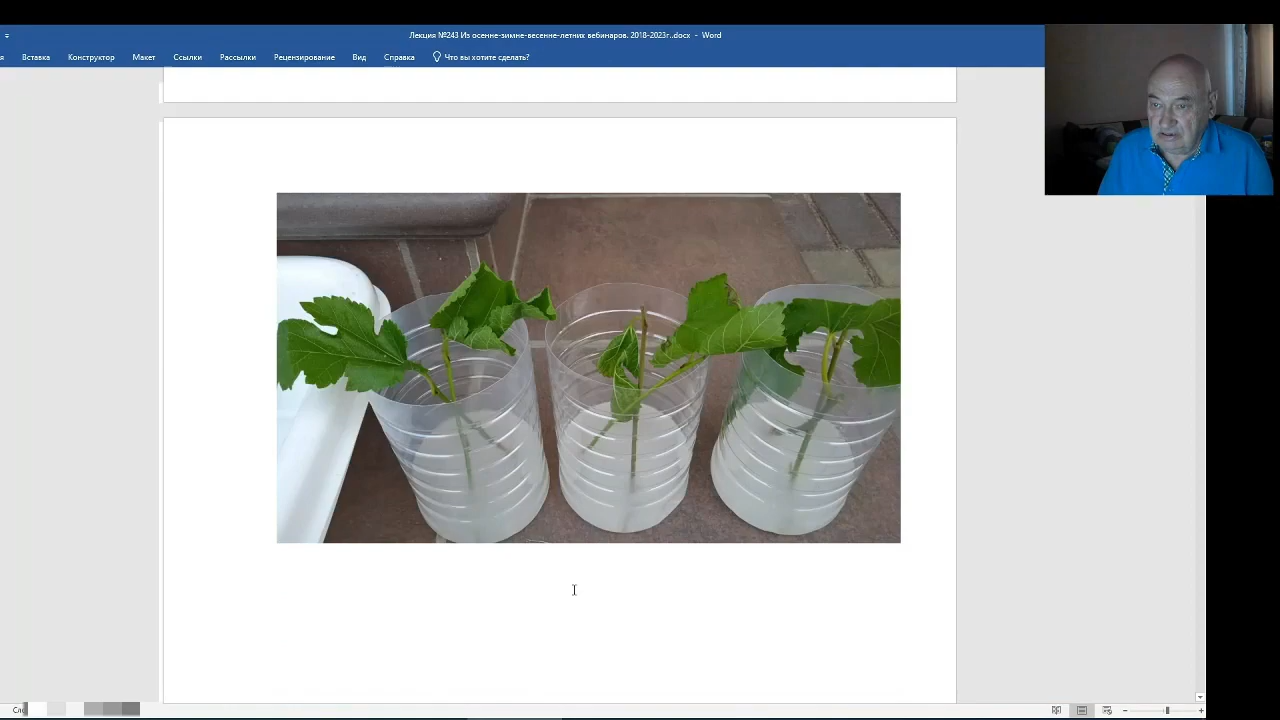 Лекция №243 Из осенне-зимне-весенне-летних вебинаров. 2018-2023г..docx - Word
Вставка Конструктор Макет Ссылки Рассылки Рецензирование Вид Справка Что вы хотите сделать?